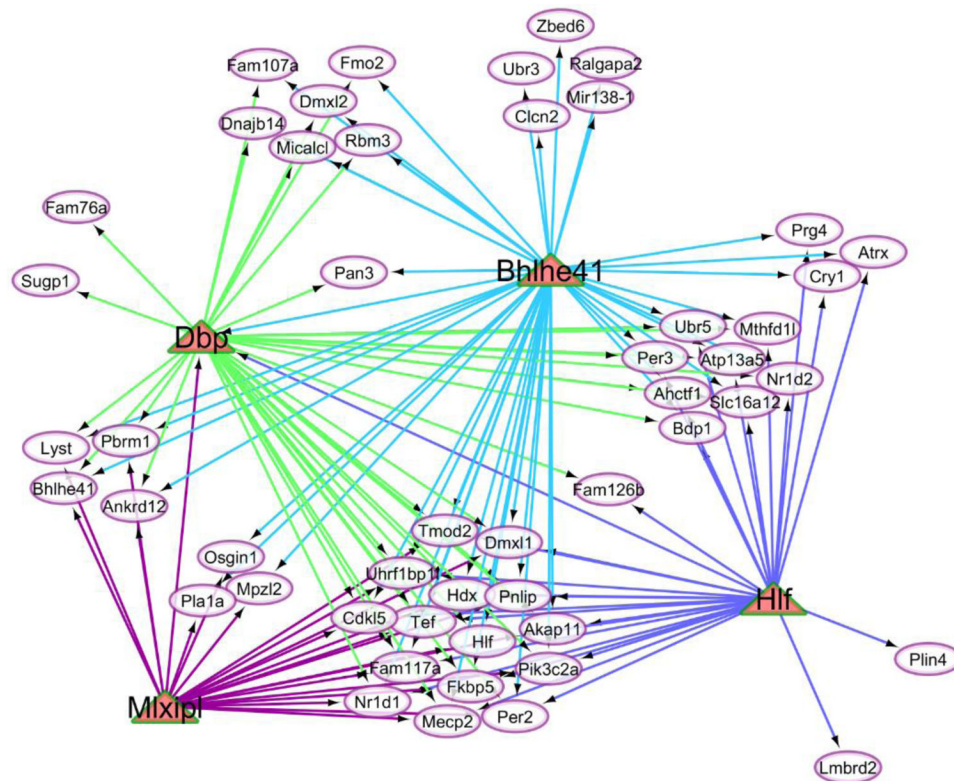 Zbed6
Fam107a
Fmo2
Ubr3
Ralgapa2
Dmxl2
Mir138-1
Dnajb14
Clcn2
Micalcl
Rbm3
Fam76a
Prg4
Atrx
Sugp1
Pan3
Bhlhe41
Cry1
Dbp
Ubr5
Mthfd1l
Per3
Atp13a5
Nr1d2
Ahctf1
Slc16a12
Bdp1
Lyst
Pbrm1
Bhlhe41
Ankrd12
Fam126b
Tmod2
Dmxl1
Osgin1
Uhrf1bp1l
Mpzl2
Hdx
Pnlip
Hlf
Pla1a
Cdkl5
Tef
Akap11
Hlf
Plin4
Fam117a
Pik3c2a
Fkbp5
Mlxipl
Nr1d1
Mecp2
Per2
Lmbrd2